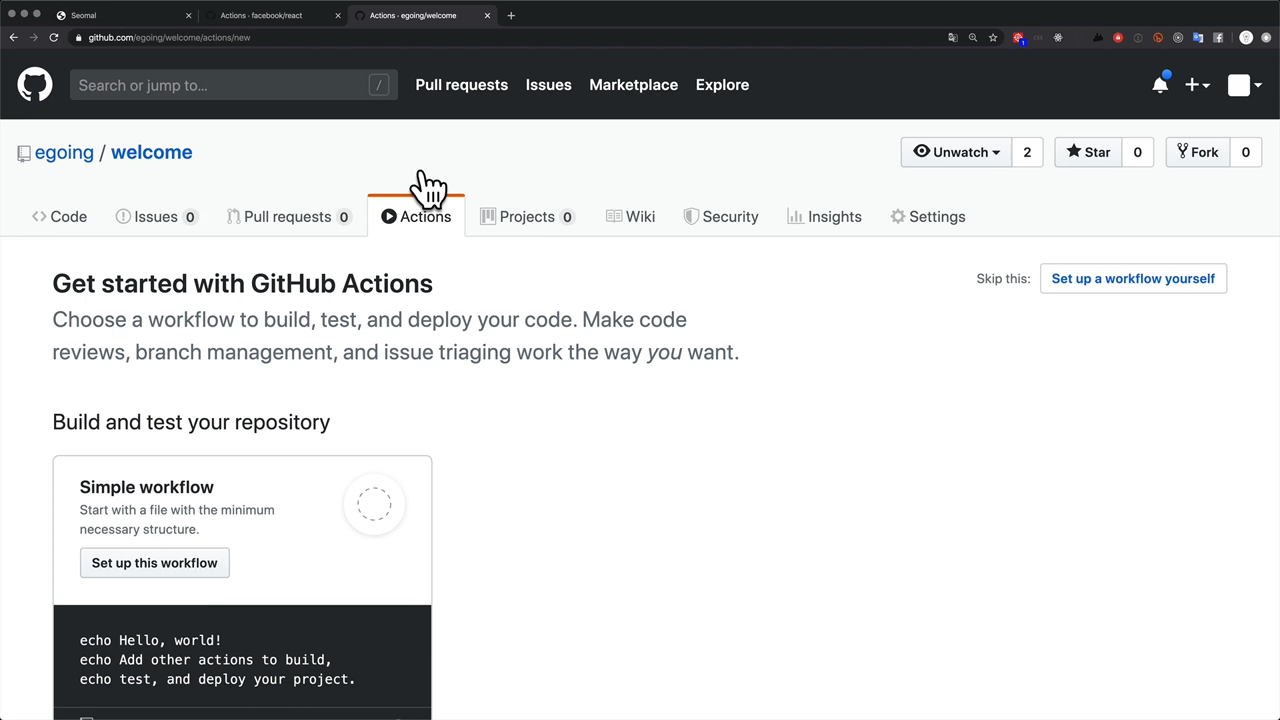 Seomal
Actions · facebook/react
Actions · egoing/welcome
github.com/egoing/welcome/actions/new
1
Search or jump to...
/
Pull requests
Issues
Marketplace
Explore
egoing / welcome
Unwatch 2
Star 0
Fork 0
Code
Issues 0
Pull requests 0
Actions
Projects 0
Wiki
Security
Insights
Settings
Get started with GitHub Actions
Skip this:
Set up a workflow yourself
Choose a workflow to build, test, and deploy your code. Make code
reviews, branch management, and issue triaging work the way you want.
Build and test your repository
Simple workflow
Start with a file with the minimum
necessary structure.
Set up this workflow
echo Hello, world!
echo Add other actions to build,
echo test, and deploy your project.